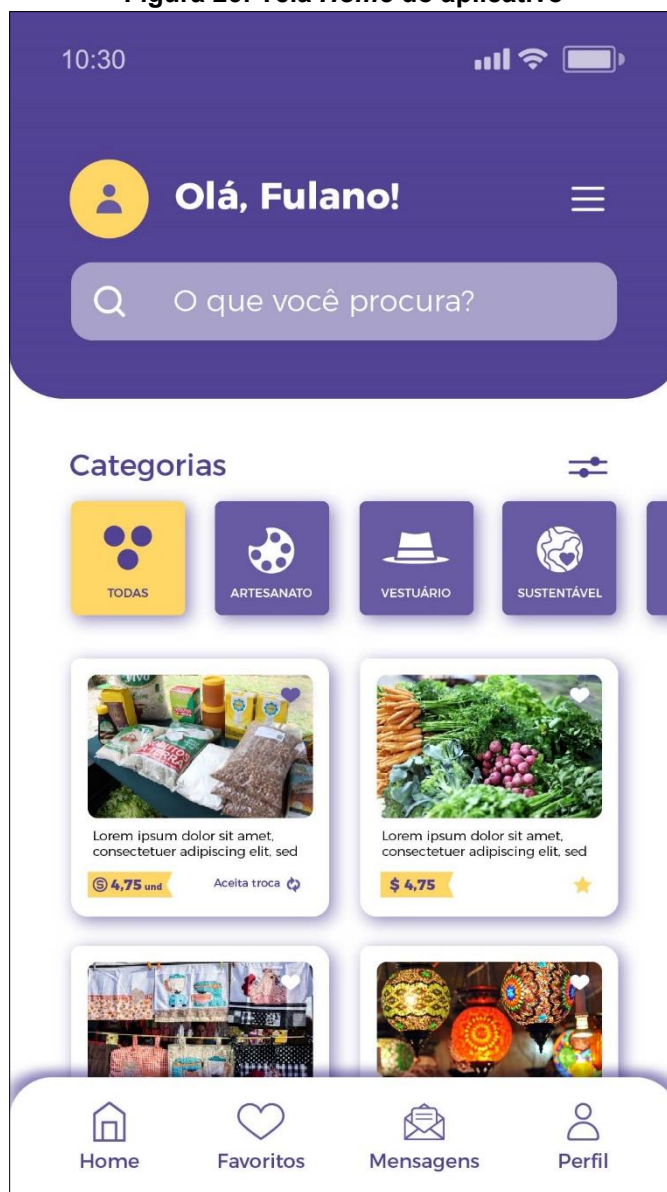 Figura 20: Tela Home do aplicativo
10:30
Olá, Fulano!
O que você procura?
Categorias
TODAS
ARTESANATO
VESTUÁRIO
SUSTENTÁVEL
VIVO
Lorem ipsum dolor sit amet,
consectetuer adipiscing elit, sed
Lorem ipsum dolor sit amet,
consectetuer adipiscing elit, sed
Ⓢ 4,75 und
Aceita troca
$ 4,75
Home
Favoritos
Mensagens
Perfil